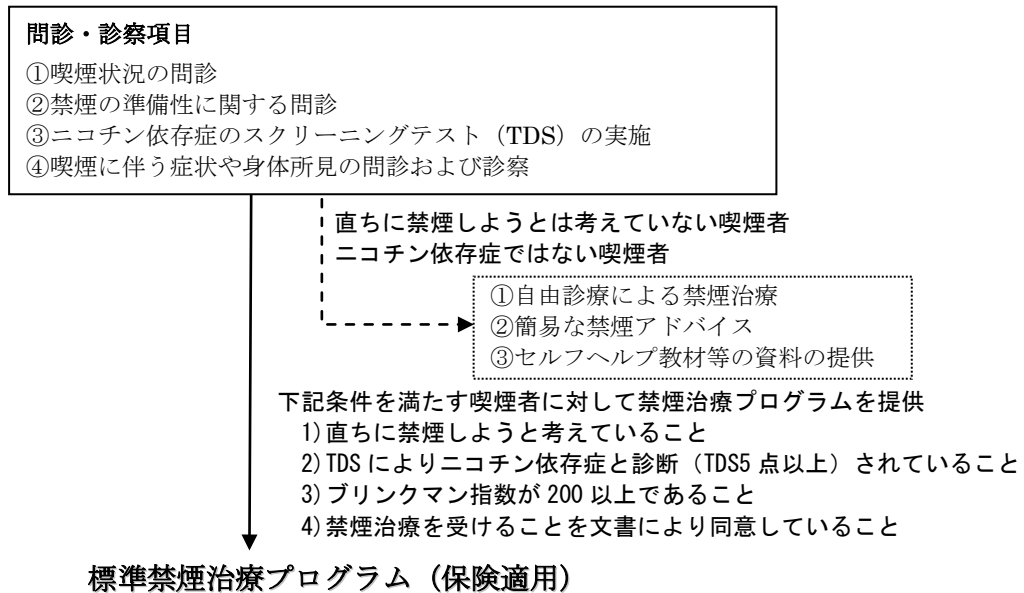 問診・診察項目
①喫煙状況の問診
②禁煙の準備性に関する問診
③ニコチン依存症のスクリーニングテスト（TDS）の実施
④喫煙に伴う症状や身体所見の問診および診察
直ちに禁煙しようとは考えていない喫煙者
ニコチン依存症ではない喫煙者
①自由診療による禁煙治療
②簡易な禁煙アドバイス
③セルフヘルプ教材等の資料の提供
下記条件を満たす喫煙者に対して禁煙治療プログラムを提供
1)直ちに禁煙しようと考えていること
2)TDSによりニコチン依存症と診断（TDS5点以上）されていること
3)ブリンクマン指数が200以上であること
4)禁煙治療を受けることを文書により同意していること
標準禁煙治療プログラム（保険適用）